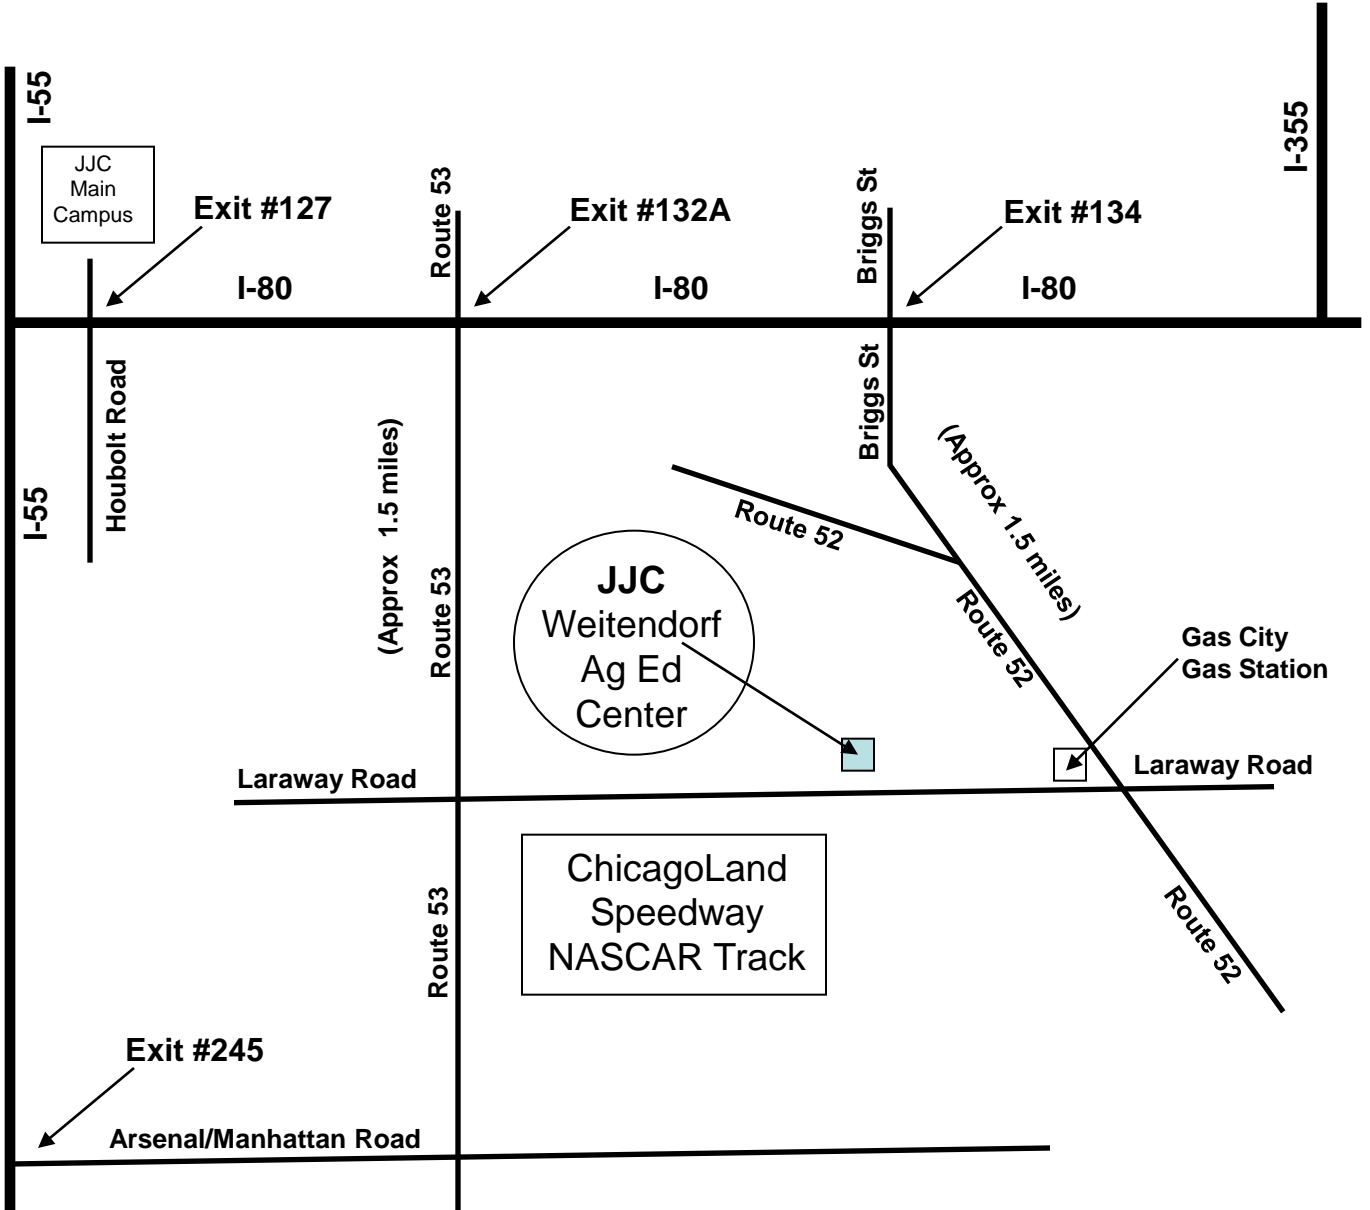 I-55
I-355
JJC
Main
Campus
Exit #127
Route 53
Exit #132A
Briggs St
Exit #134
I-80
I-80
I-80
Houbolt Road
I-55
(Approx 1.5 miles)
Route 53
Briggs St
(Approx 1.5 miles)
Route 52
Route 52
JJC
Weitendorf
Ag Ed
Center
Gas City
Gas Station
Laraway Road
Laraway Road
ChicagoLand
Speedway
NASCAR Track
Route 53
Route 52
Exit #245
Arsenal/Manhattan Road